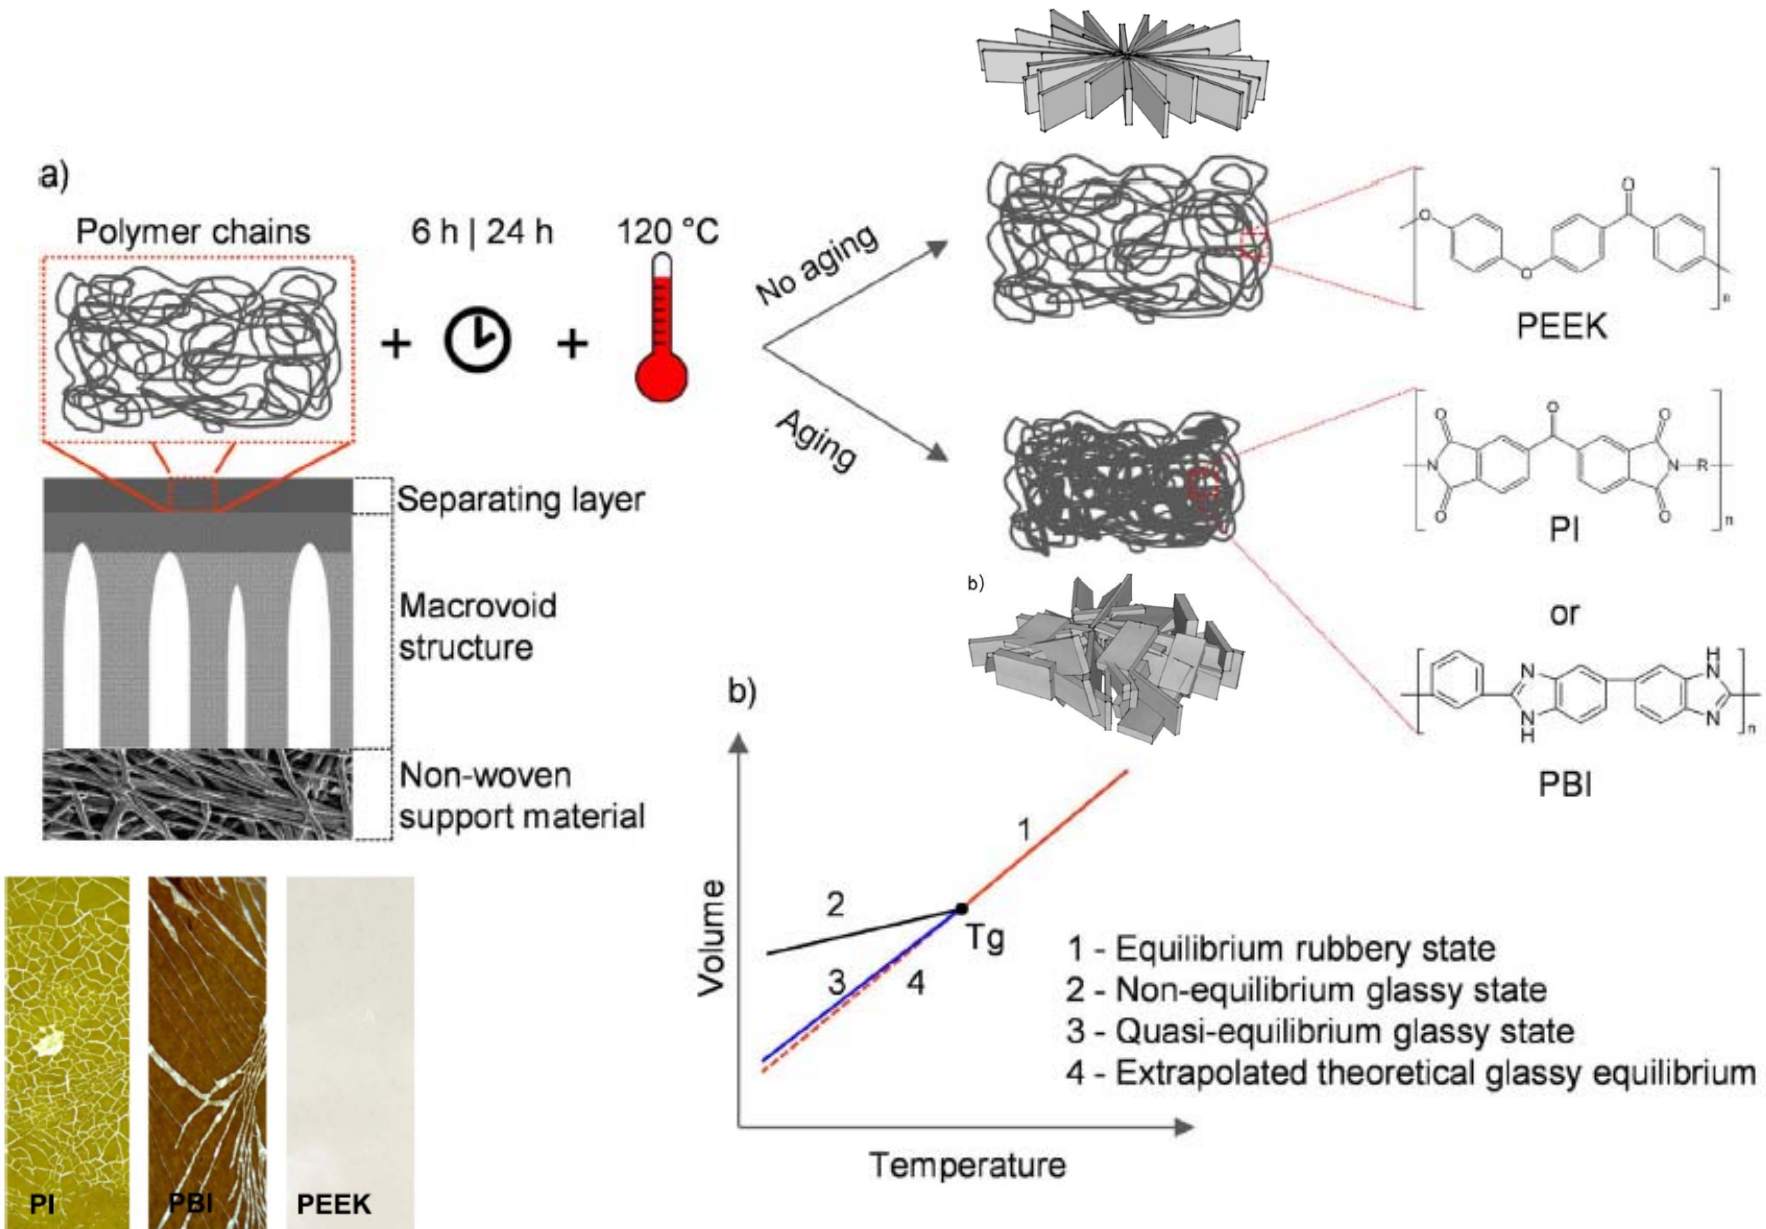 a)
Polymer chains
6 h | 24 h
120 °C
No aging
Aging
O
O
O
n
PEEK
O
O
O
O
O
N
N
R
n
PI
or
N
N
H
H
N
N
n
PBI
Separating layer
Macrovoid
structure
Non-woven
support material
b)
b)
Volume
Temperature
1
2
3
4
Tg
1 - Equilibrium rubbery state
2 - Non-equilibrium glassy state
3 - Quasi-equilibrium glassy state
4 - Extrapolated theoretical glassy equilibrium
PI
PBI
PEEK